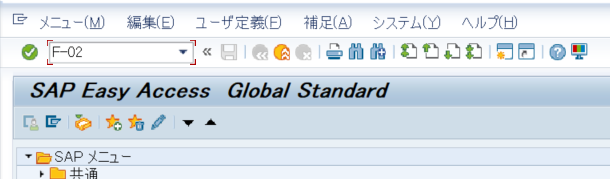 メニュー(M) 編集(E) ユーザ定義(F) 補足(A) システム(Y) ヘルプ(H)
F-02
SAP Easy Access Global Standard
SAP メニュー
共通